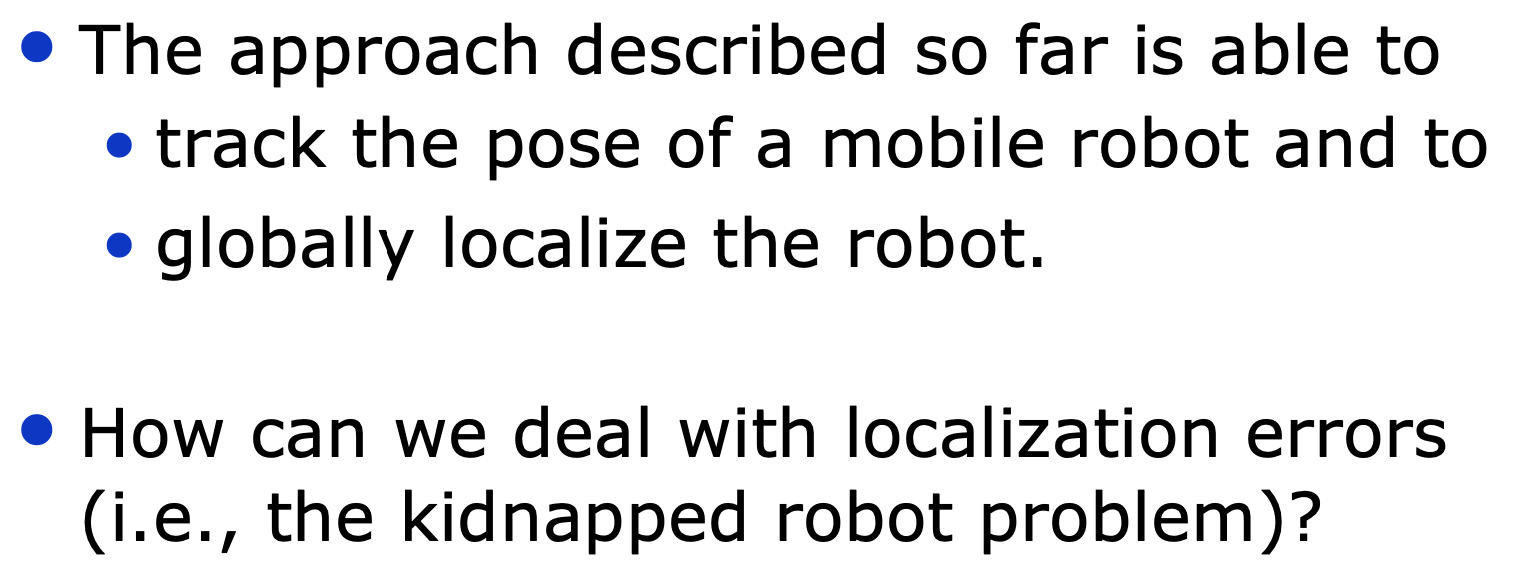 • The approach described so far is able to
• track the pose of a mobile robot and to
• globally localize the robot.
• How can we deal with localization errors
(i.e., the kidnapped robot problem)?